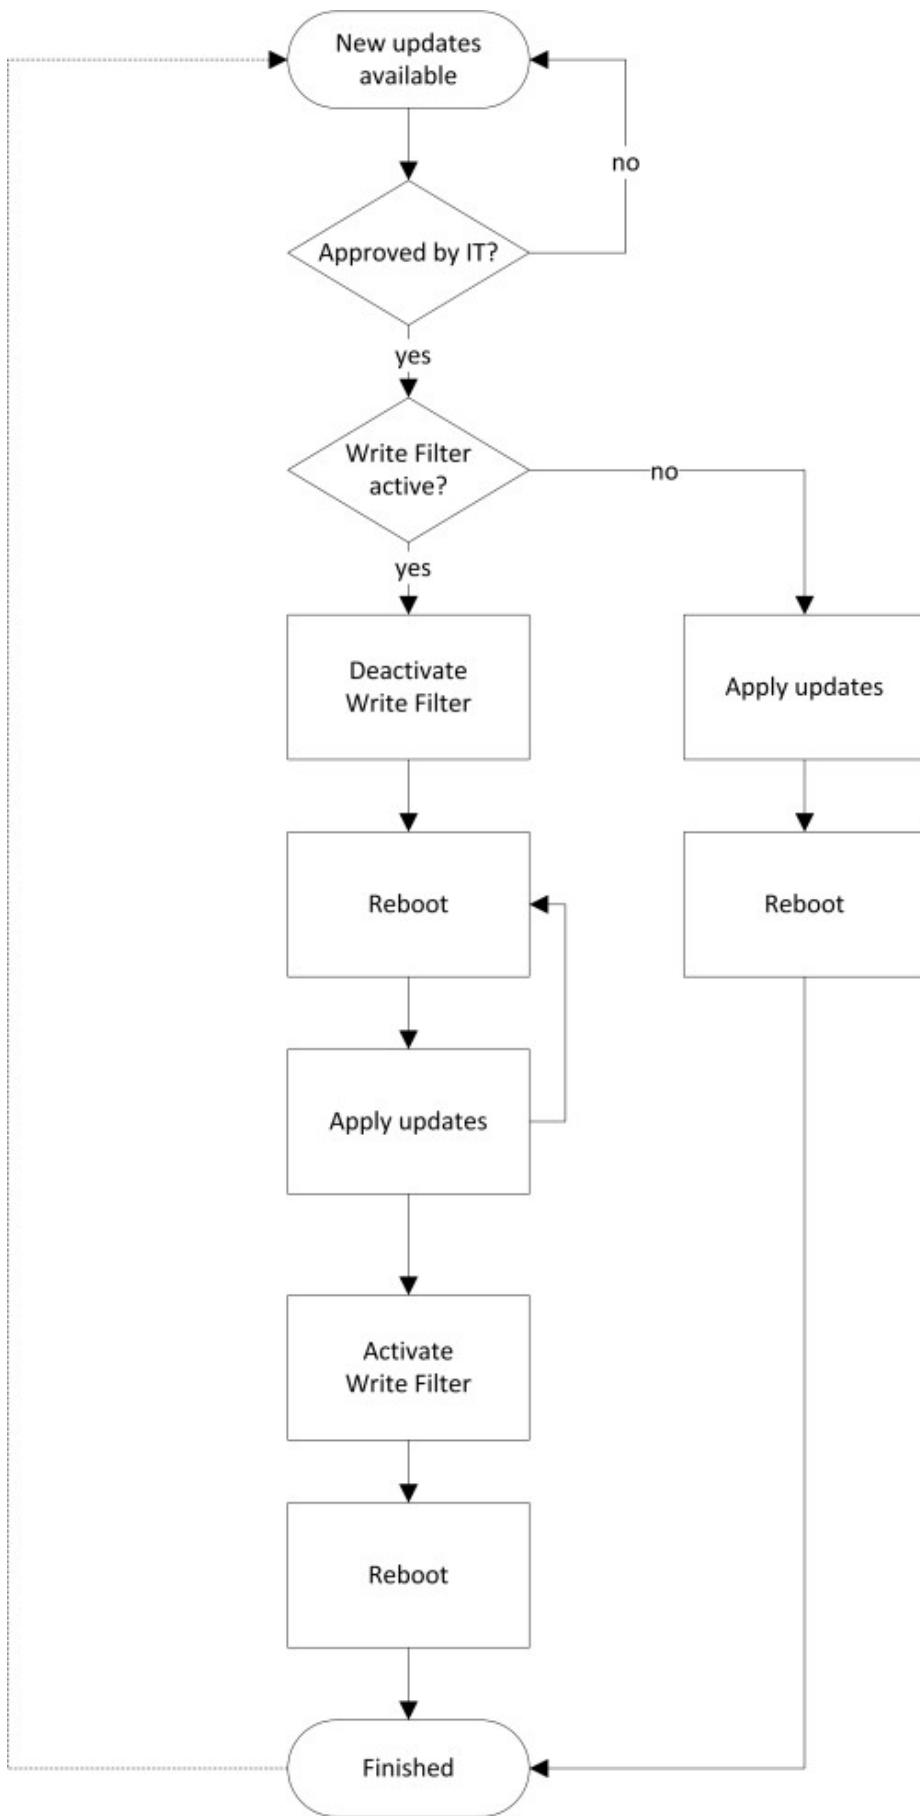 New updates
available
no
Approved by IT?
yes
Write Filter
active?
no
yes
Deactivate
Write Filter
Apply updates
Reboot
Reboot
Apply updates
Activate
Write Filter
Reboot
Finished